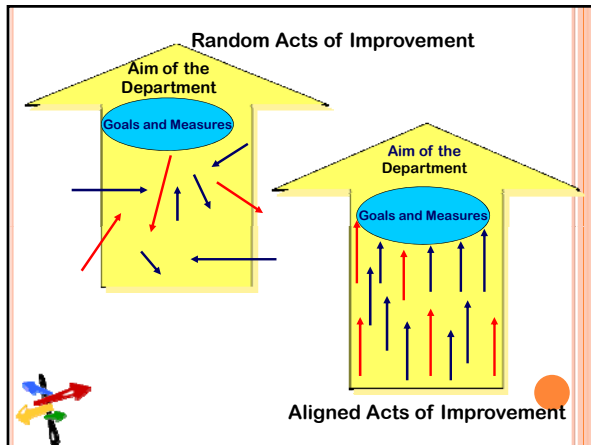 Random Acts of Improvement
Aim of the
Department
Goals and Measures
Aim of the
Department
Goals and Measures
Aligned Acts of Improvement